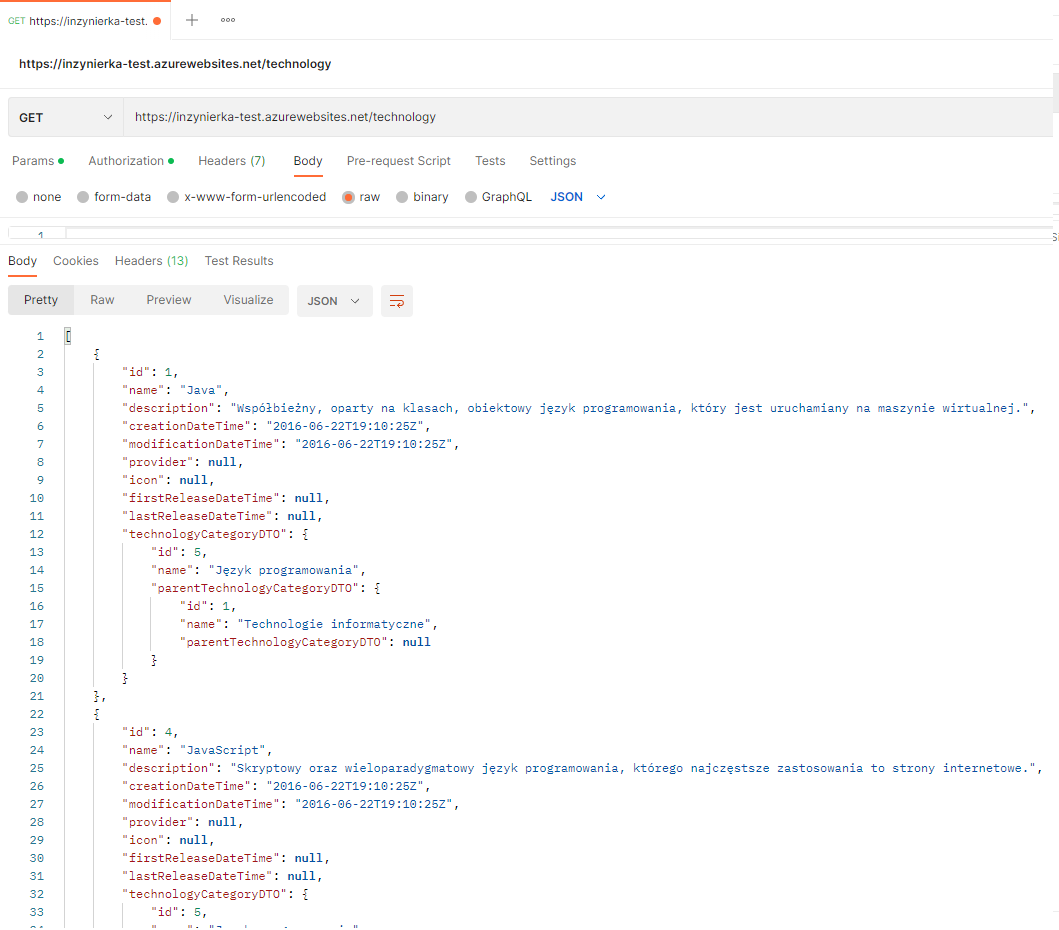 GET https://inzynierka-test.
https://inzynierka-test.azurewebsites.net/technology
GET https://inzynierka-test.azurewebsites.net/technology
Params Authorization Headers (7) Body Pre-request Script Tests Settings
none form-data x-www-form-urlencoded raw binary GraphQL JSON
1
Body Cookies Headers (13) Test Results
Pretty Raw Preview Visualize JSON
1 [
2 {
3 "id": 1,
4 "name": "Java",
5 "description": "Współbieżny, oparty na klasach, obiektowy język programowania, który jest uruchamiany na maszynie wirtualnej.",
6 "creationDateTime": "2016-06-22T19:10:25Z",
7 "modificationDateTime": "2016-06-22T19:10:25Z",
8 "provider": null,
9 "icon": null,
10 "firstReleaseDateTime": null,
11 "lastReleaseDateTime": null,
12 "technologyCategoryDTO": {
13 "id": 5,
14 "name": "Język programowania",
15 "parentTechnologyCategoryDTO": {
16 "id": 1,
17 "name": "Technologie informatyczne",
18 "parentTechnologyCategoryDTO": null
19 }
20 }
21 },
22 {
23 "id": 4,
24 "name": "JavaScript",
25 "description": "Skryptowy oraz wieloparadygmatowy język programowania, którego najczęstsze zastosowania to strony internetowe.",
26 "creationDateTime": "2016-06-22T19:10:25Z",
27 "modificationDateTime": "2016-06-22T19:10:25Z",
28 "provider": null,
29 "icon": null,
30 "firstReleaseDateTime": null,
31 "lastReleaseDateTime": null,
32 "technologyCategoryDTO": {
33 "id": 5,